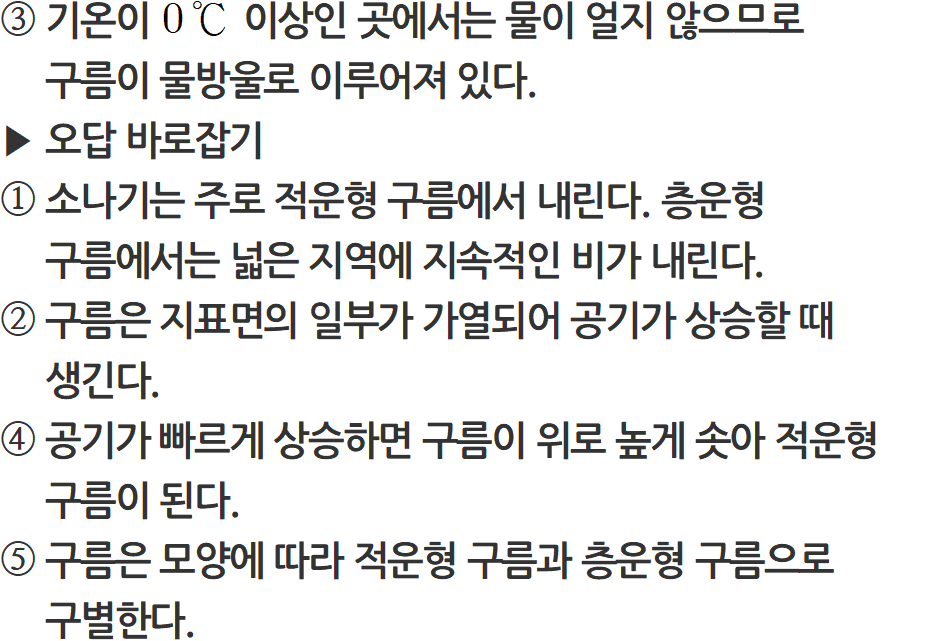 ③ 기온이 0℃ 이상인 곳에서는 물이 얼지 않으므로
구름이 물방울로 이루어져 있다.
▶ 오답 바로잡기
① 소나기는 주로 적운형 구름에서 내린다. 층운형
구름에서는 넓은 지역에 지속적인 비가 내린다.
② 구름은 지표면의 일부가 가열되어 공기가 상승할 때
생긴다.
④ 공기가 빠르게 상승하면 구름이 위로 높게 솟아 적운형
구름이 된다.
⑤ 구름은 모양에 따라 적운형 구름과 층운형 구름으로
구별한다.